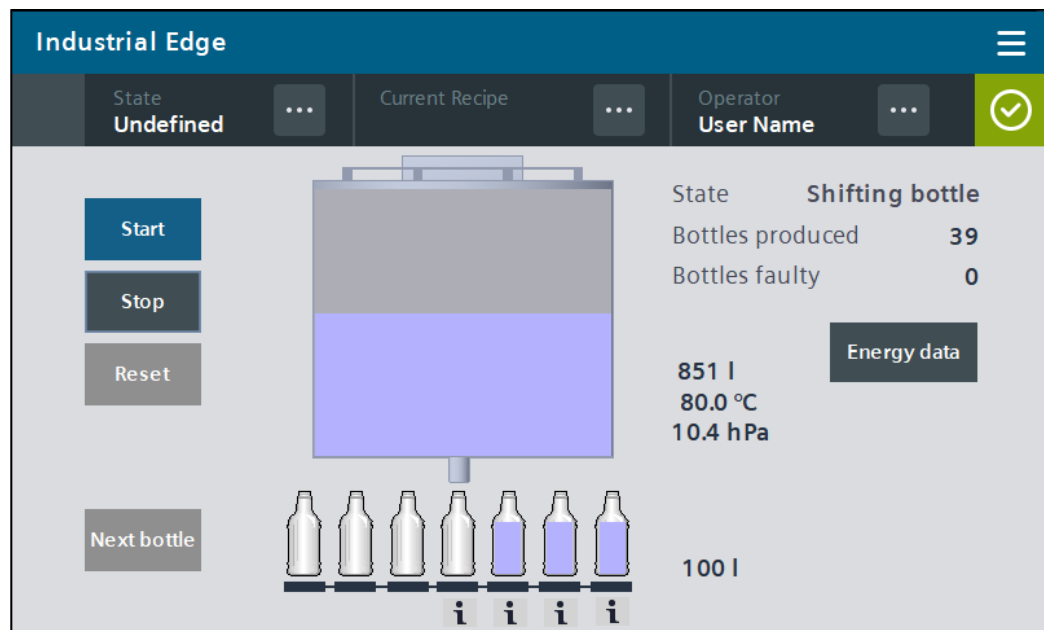 Industrial Edge
State
Undefined
...
Current Recipe
...
Operator
User Name
...
Start
Stop
Reset
Next bottle
State Shifting bottle
Bottles produced 39
Bottles faulty 0
Energy data
851 l
80.0 °C
10.4 hPa
100 l
i i i i